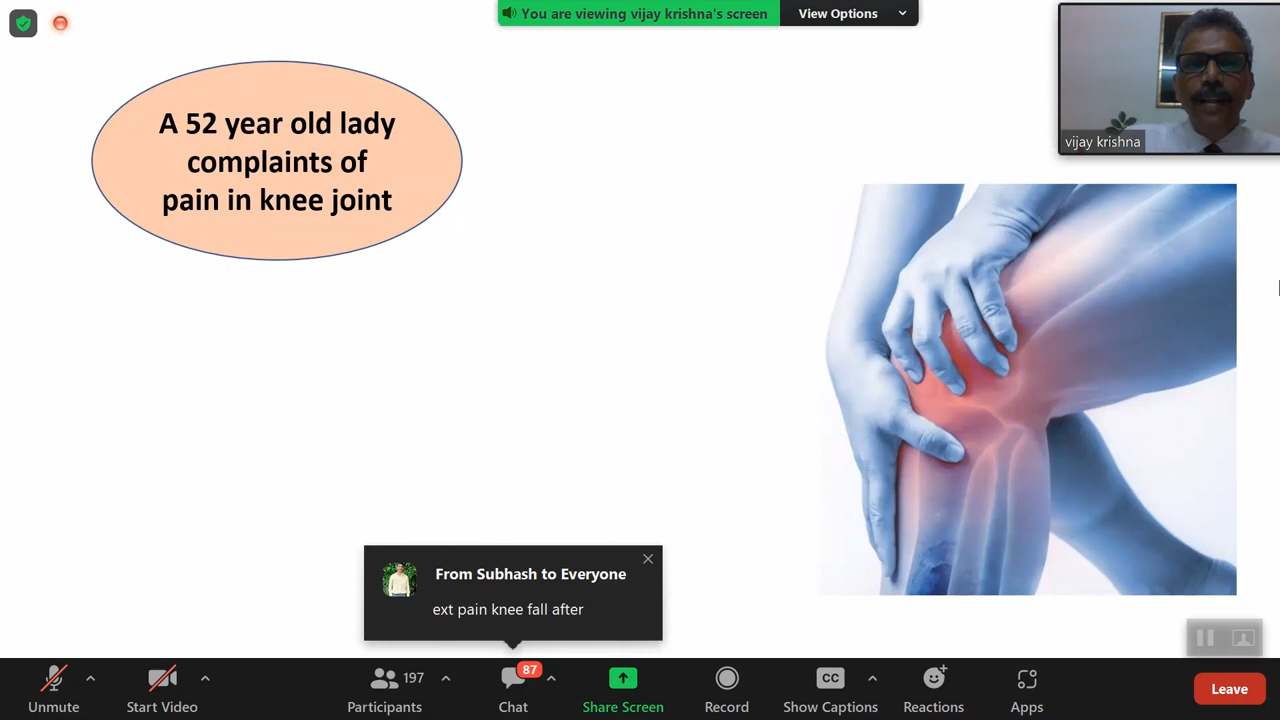 You are viewing vijay krishna's screen
View Options
vijay krishna
A 52 year old lady
complaints of
pain in knee joint
From Subhash to Everyone
ext pain knee fall after
Unmute
Start Video
197
Participants
87
Chat
Share Screen
Record
CC
Show Captions
Reactions
Apps
Leave